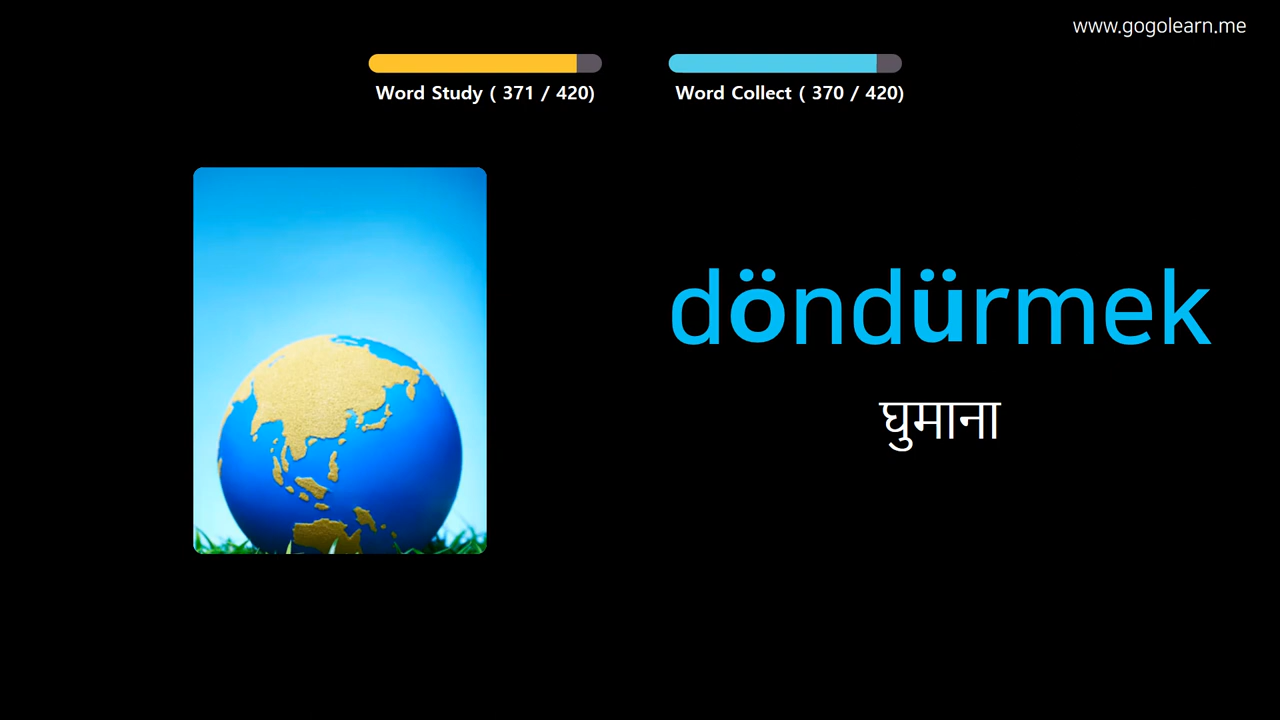 www.gogolearn.me
Word Study ( 371 / 420)
Word Collect ( 370 / 420)
döndürmek
घुमाना